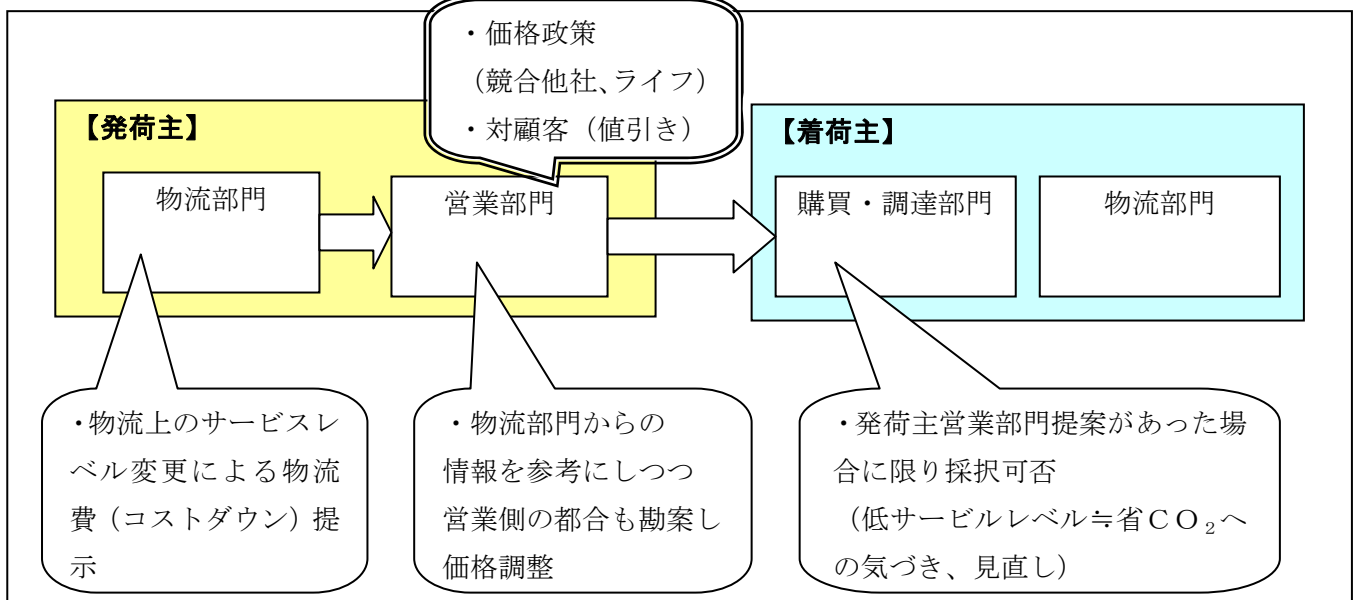 ・価格政策
（競合他社、ライフ）
・対顧客（値引き）
【発荷主】
物流部門
営業部門
【着荷主】
購買・調達部門
物流部門
・物流上のサービスレ
ベル変更による物流
費（コストダウン）提
示
・物流部門からの
情報を参考にしつつ
営業側の都合も勘案し
価格調整
・発荷主営業部門提案があった場
合に限り採択可否
（低サービルレベル≒省ＣＯ₂へ
の気づき、見直し）